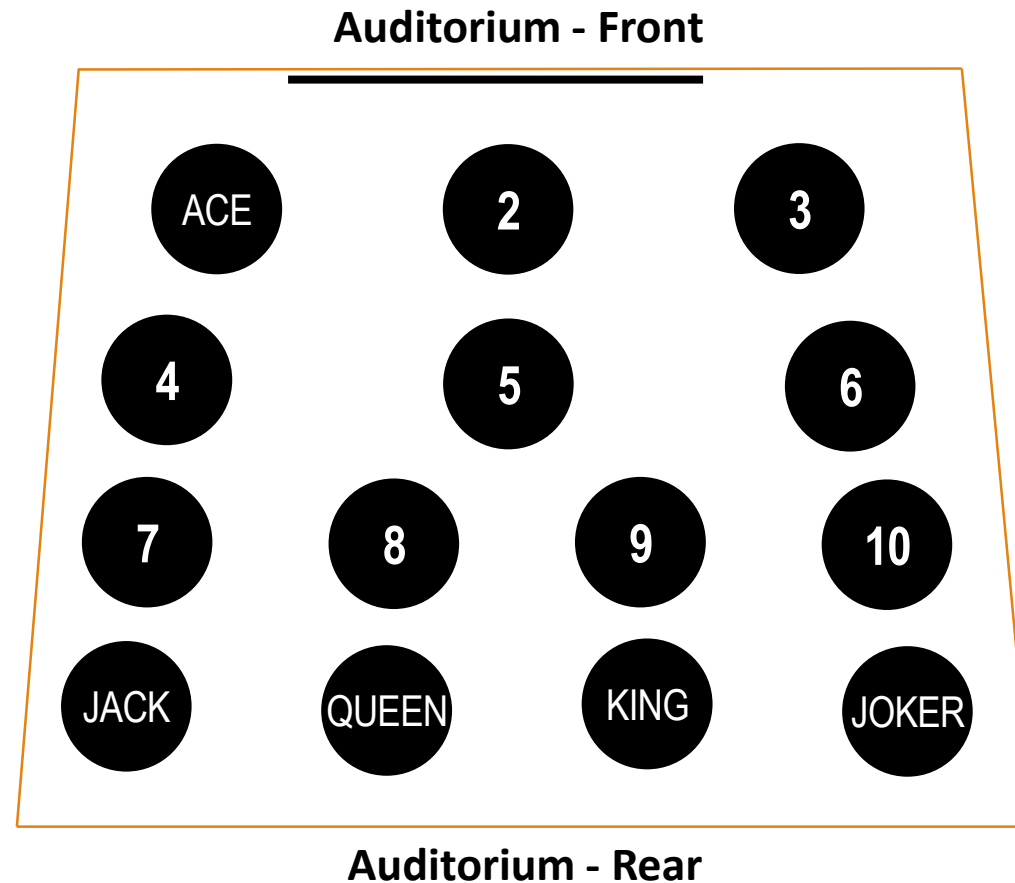 Auditorium - Front
ACE 2 3
4 5 6
7 8 9 10
JACK QUEEN KING JOKER
Auditorium - Rear